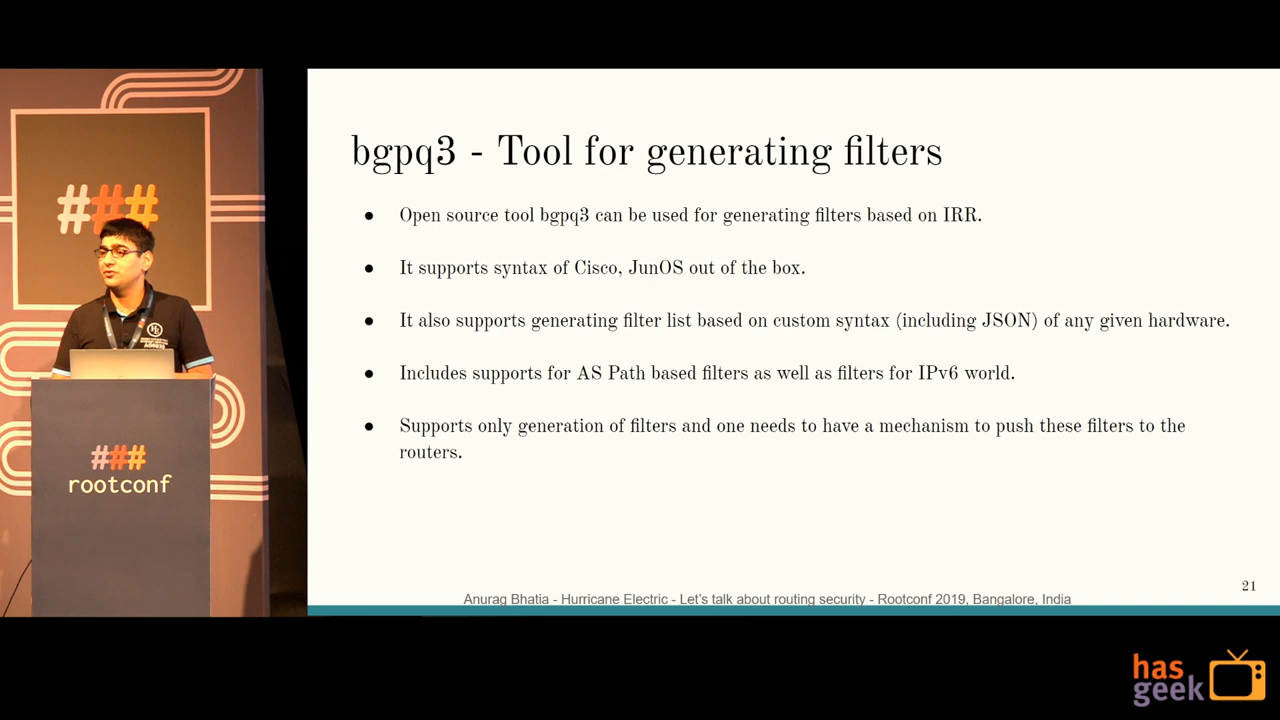 ###
bgpq3 - Tool for generating filters
● Open source tool bgpq3 can be used for generating filters based on IRR.
● It supports syntax of Cisco, JunOS out of the box.
● It also supports generating filter list based on custom syntax (including JSON) of any given hardware.
● Includes supports for AS Path based filters as well as filters for IPv6 world.
● Supports only generation of filters and one needs to have a mechanism to push these filters to the
routers.
21
Anurag Bhatia - Hurricane Electric - Let's talk about routing security - Rootconf 2019, Bangalore, India
HE
###
rootconf
has
geek